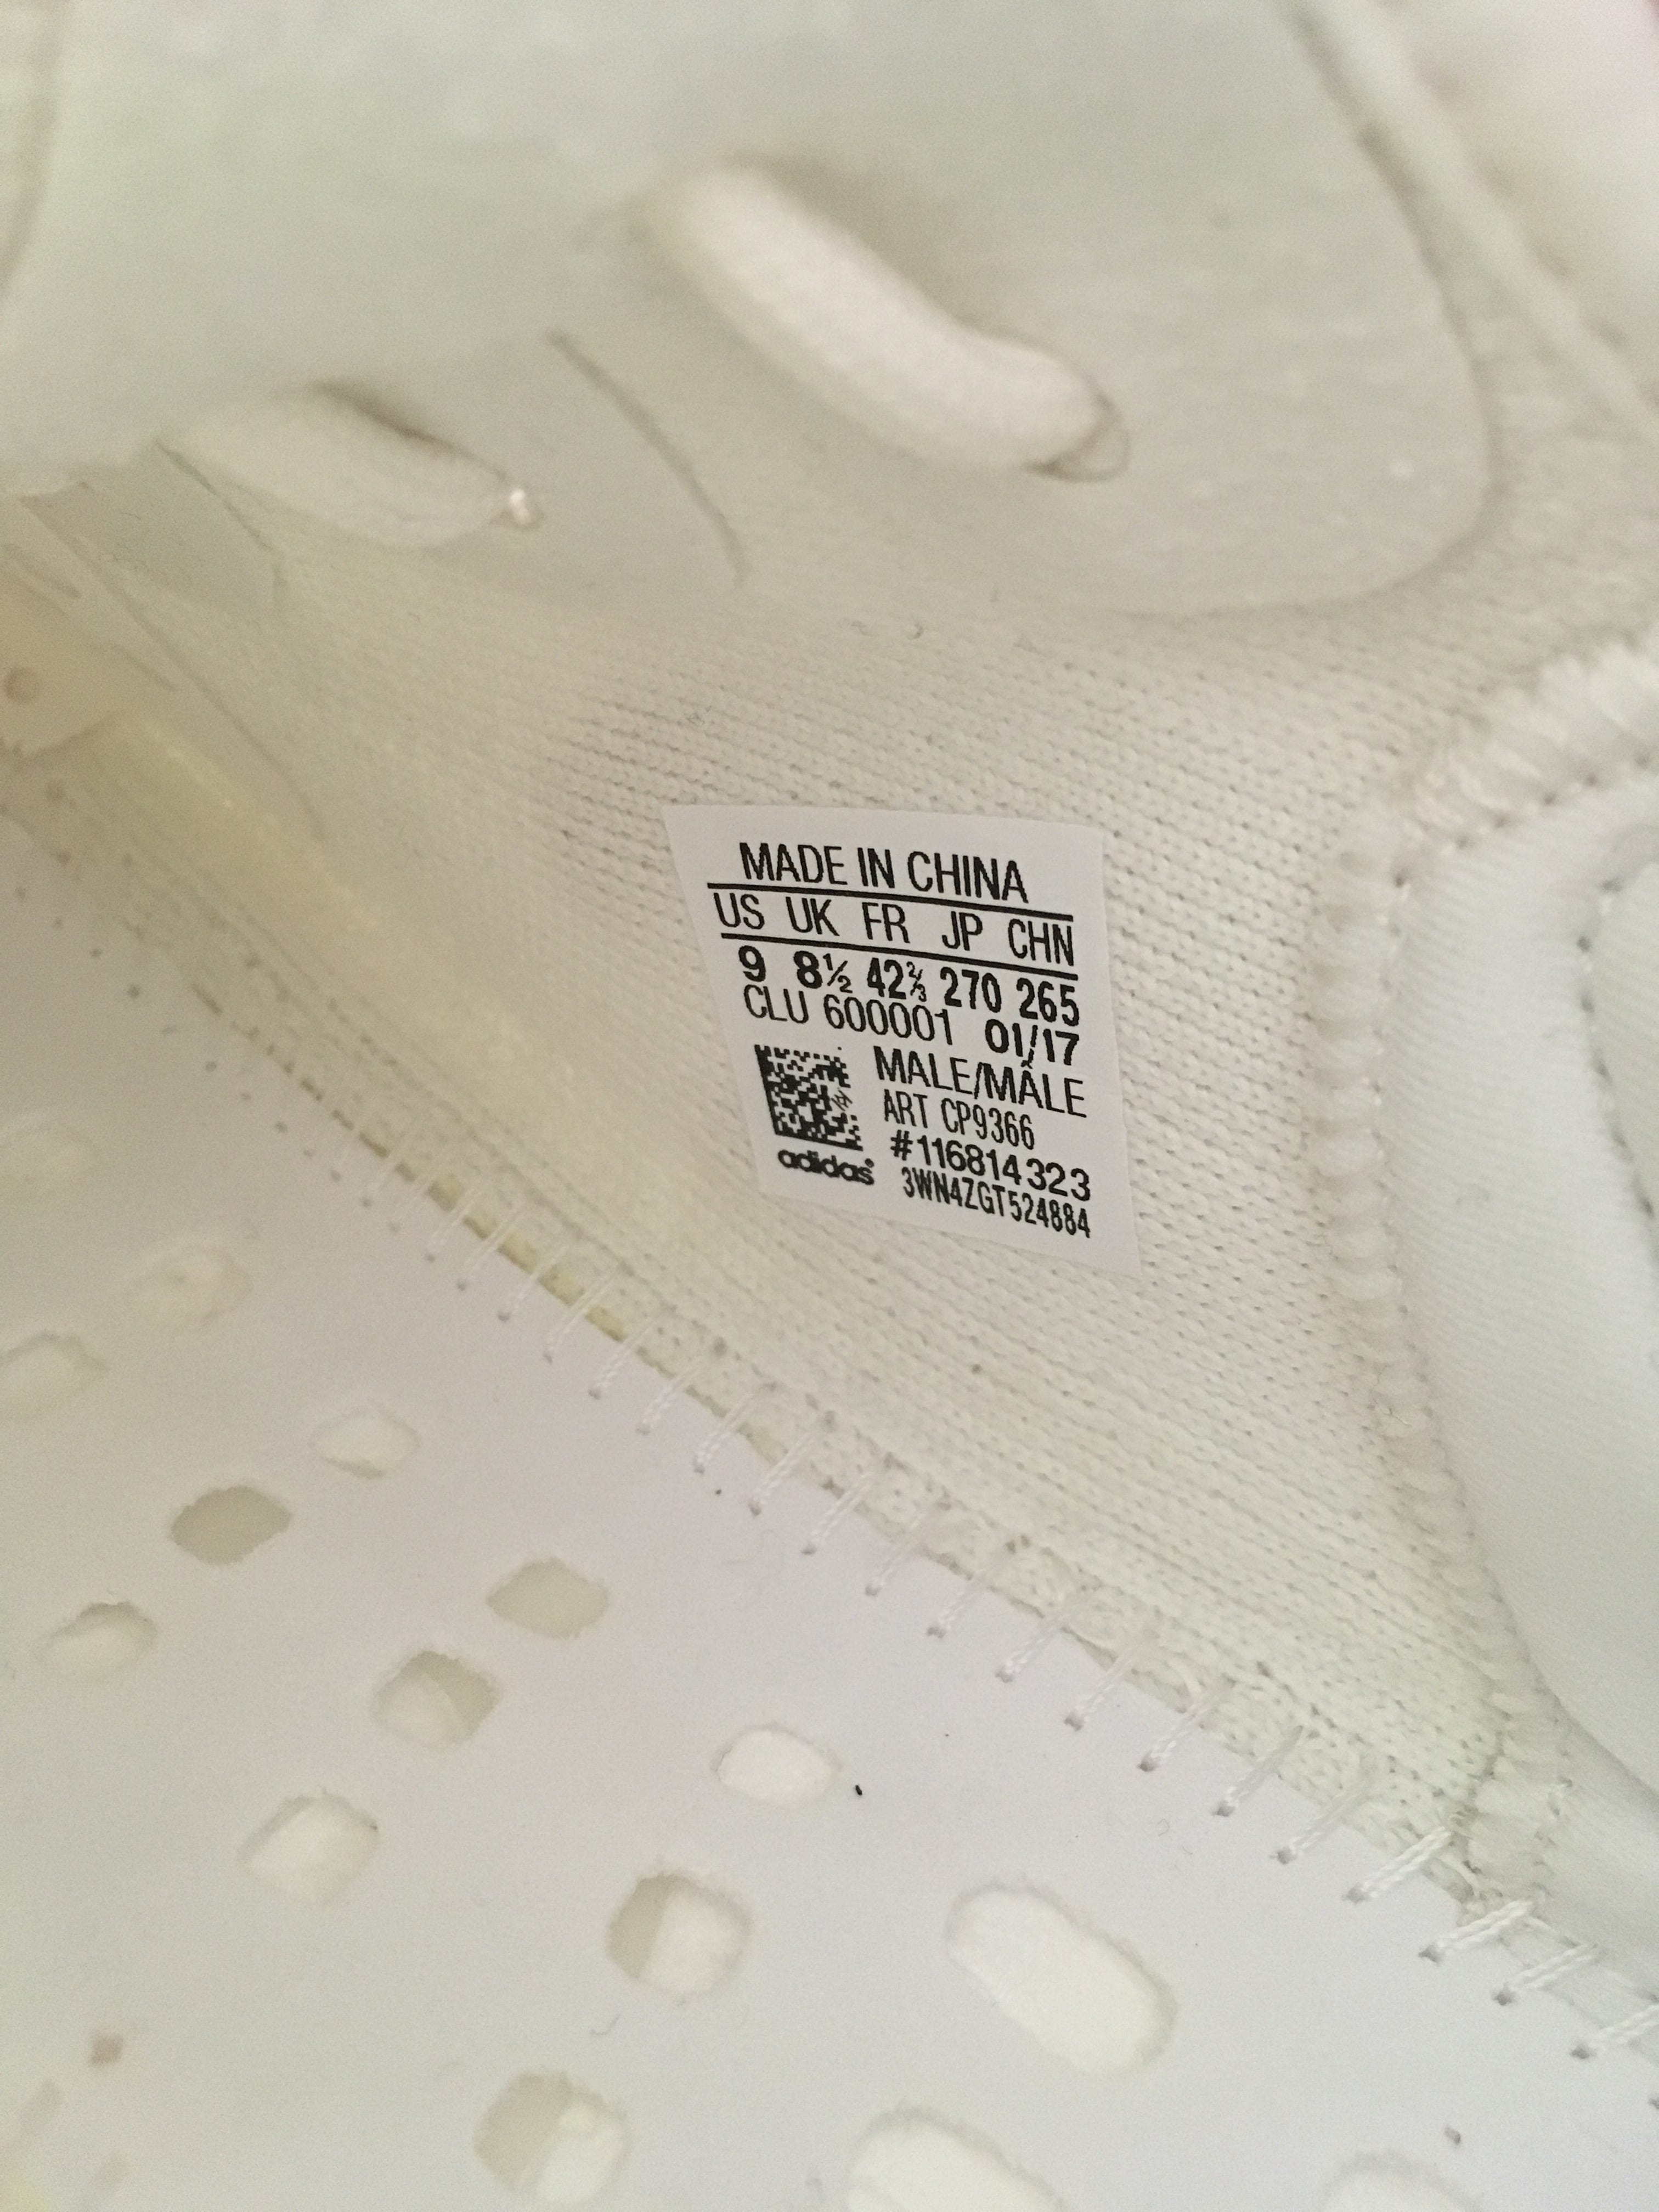 MADE IN CHINA
US UK FR JP CHN
9 8½ 42⅔ 270 265
CLU 600001 01/17
MALE/MÂLE
ART CP9366
#116814323
adidas® 3WN4ZGT524884